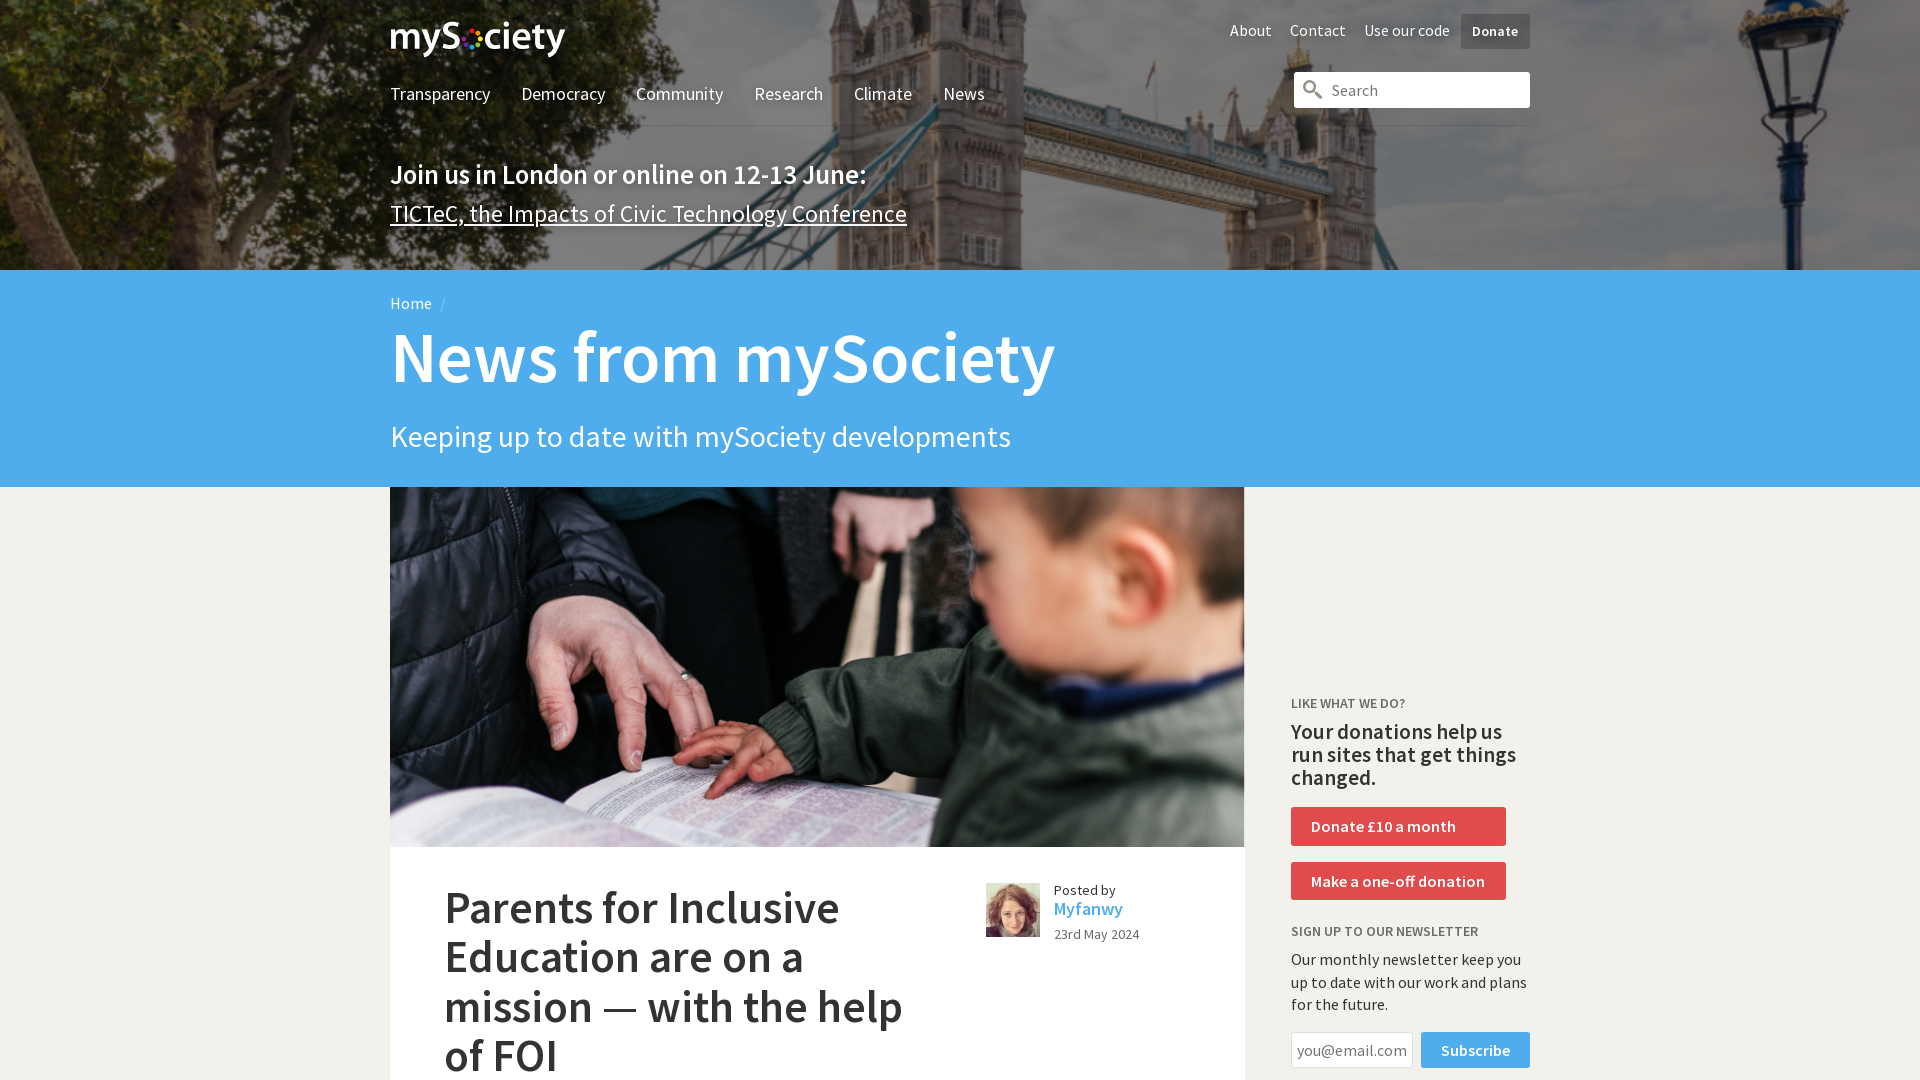 mySociety
About
Contact
Use our code
Donate
Transparency
Democracy
Community
Research
Climate
News
Search
Join us in London or online on 12-13 June:
TICTeC, the Impacts of Civic Technology Conference
Home /
News from mySociety
Keeping up to date with mySociety developments
Parents for Inclusive
Education are on a
mission — with the help
of FOI
Posted by
Myfanwy
23rd May 2024
LIKE WHAT WE DO?
Your donations help us
run sites that get things
changed.
Donate £10 a month
Make a one-off donation
SIGN UP TO OUR NEWSLETTER
Our monthly newsletter keep you
up to date with our work and plans
for the future.
you@email.com
Subscribe